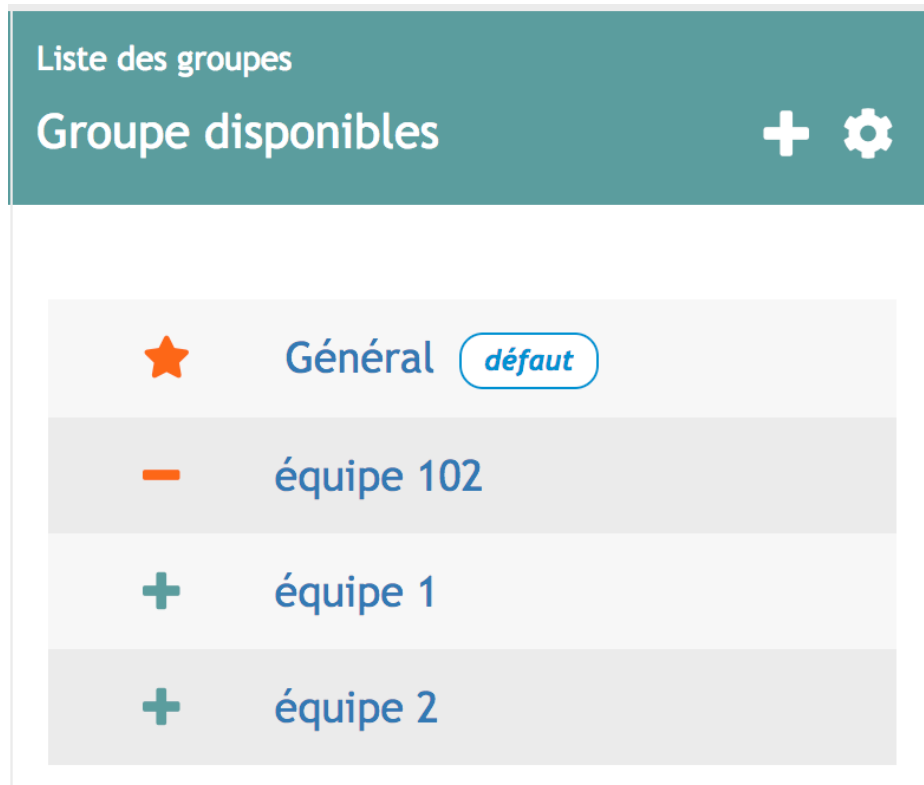 Liste des groupes
Groupe disponibles
Général défaut
équipe 102
équipe 1
équipe 2